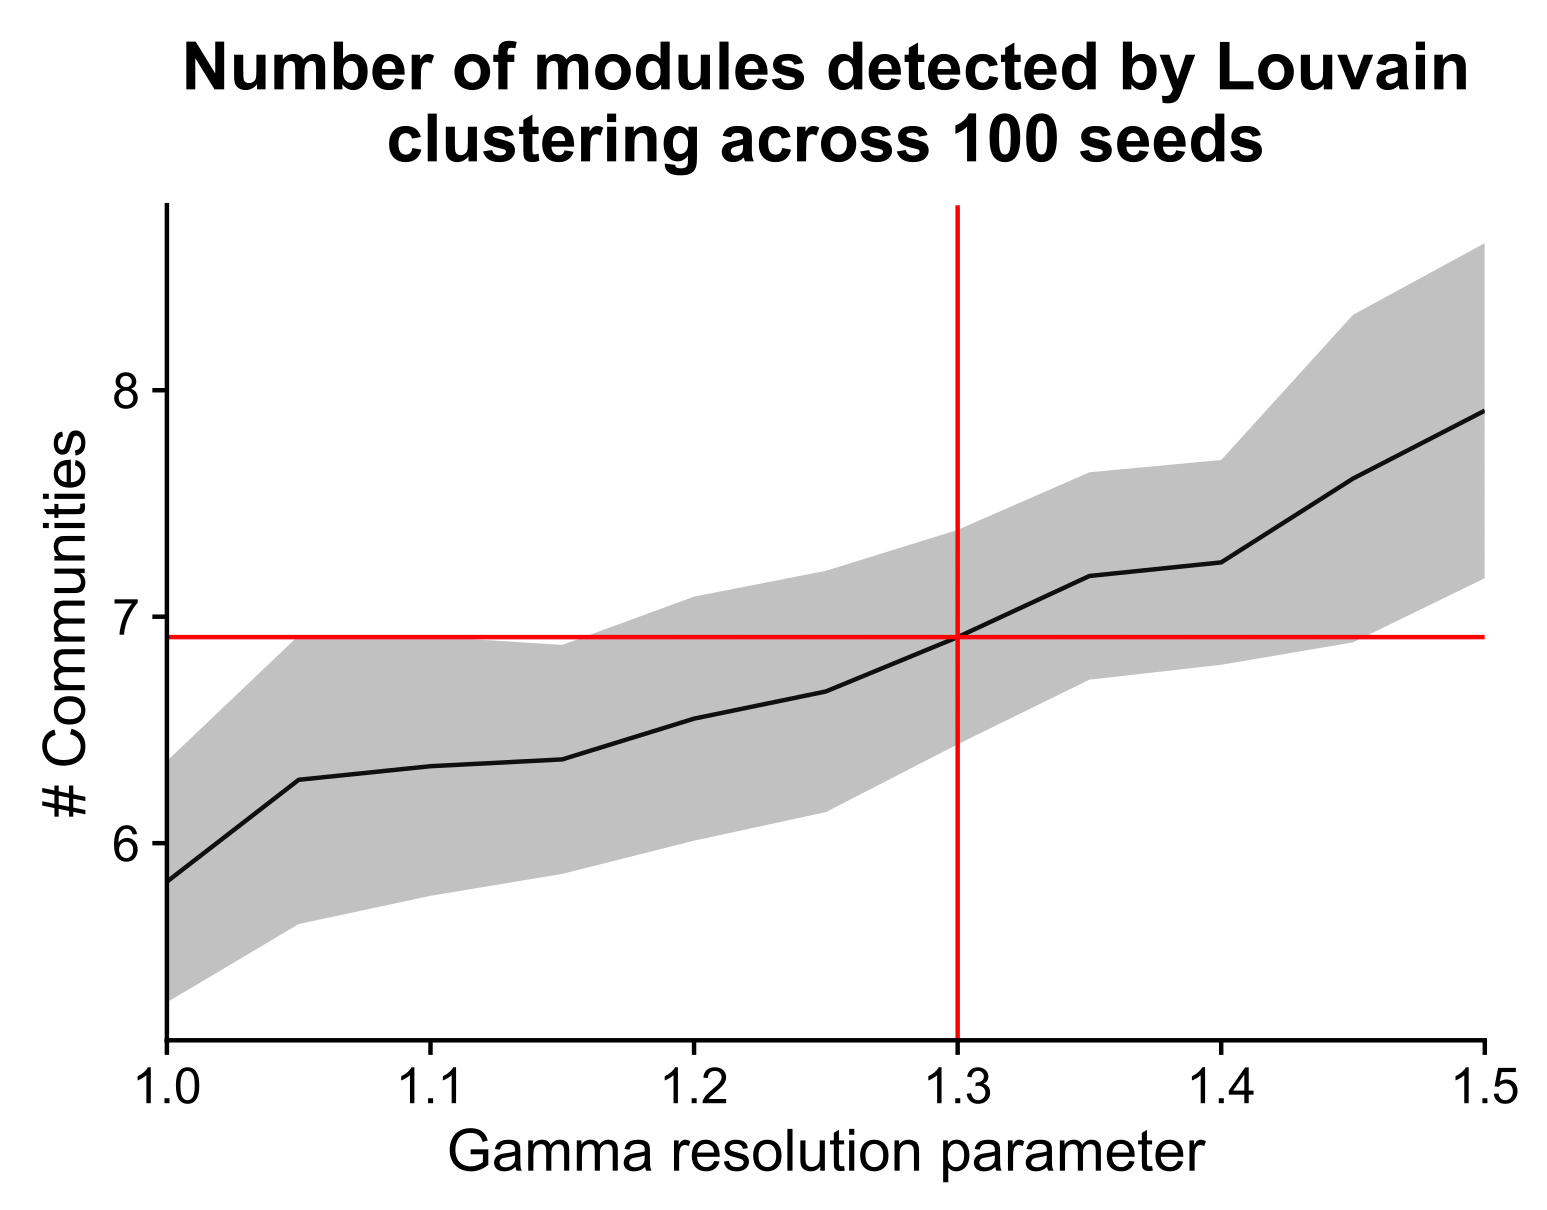 Number of modules detected by Louvain
clustering across 100 seeds
# Communities
8
7
6
1.0 1.1 1.2 1.3 1.4 1.5
Gamma resolution parameter